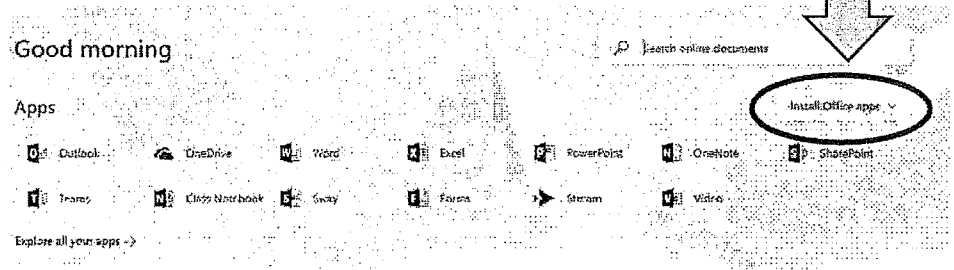 Good morning
Search online documents
Apps
Install Office apps
Outlook OneDrive Word Excel PowerPoint OneNote SharePoint
Teams Class Notebook Sway Forms Stream Video
Explore all your apps →